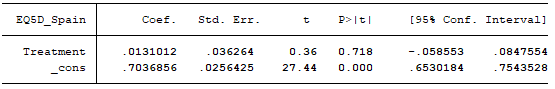 EQ5D_Spain Coef. Std. Err. t P>|t| [95% Conf. Interval]
Treatment .0131012 .036264 0.36 0.718 -.058553 .0847554
_cons .7036856 .0256425 27.44 0.000 .6530184 .7543528